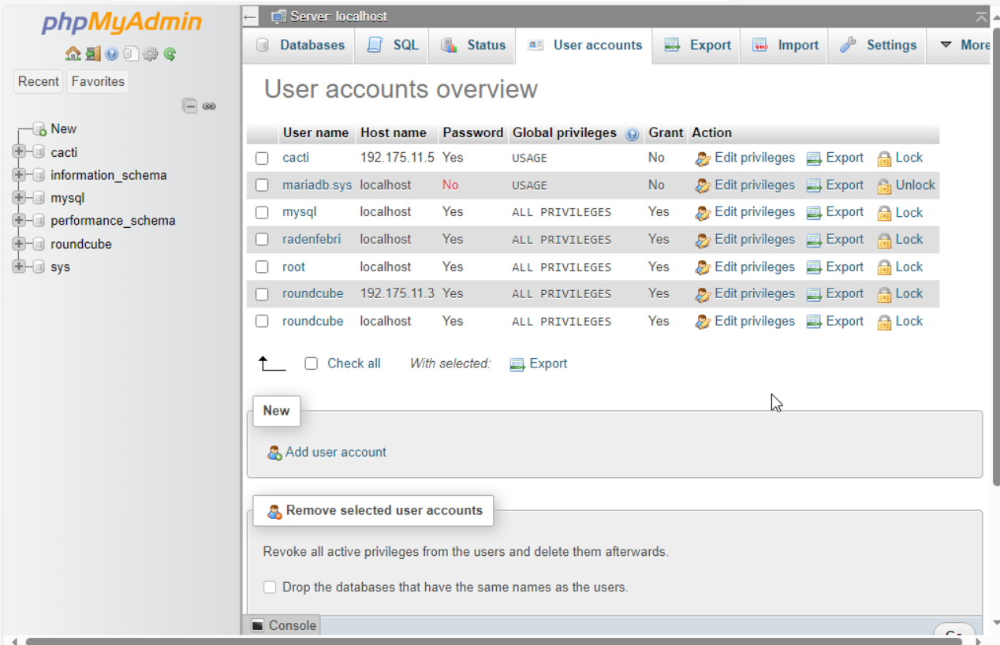 phpMyAdmin
Recent Favorites
New
cacti
information_schema
mysql
performance_schema
roundcube
sys
Server: localhost
Databases SQL Status User accounts Export Import Settings More
User accounts overview
User name Host name Password Global privileges Grant Action
cacti 192.175.11.5 Yes USAGE No Edit privileges Export Lock
mariadb.sys localhost No USAGE No Edit privileges Export Unlock
mysql localhost Yes ALL PRIVILEGES Yes Edit privileges Export Lock
radenfebri localhost Yes ALL PRIVILEGES Yes Edit privileges Export Lock
root localhost Yes ALL PRIVILEGES Yes Edit privileges Export Lock
roundcube 192.175.11.3 Yes ALL PRIVILEGES Yes Edit privileges Export Lock
roundcube localhost Yes ALL PRIVILEGES Yes Edit privileges Export Lock
Check all With selected: Export
New
Add user account
Remove selected user accounts
Revoke all active privileges from the users and delete them afterwards.
Drop the databases that have the same names as the users.
Console